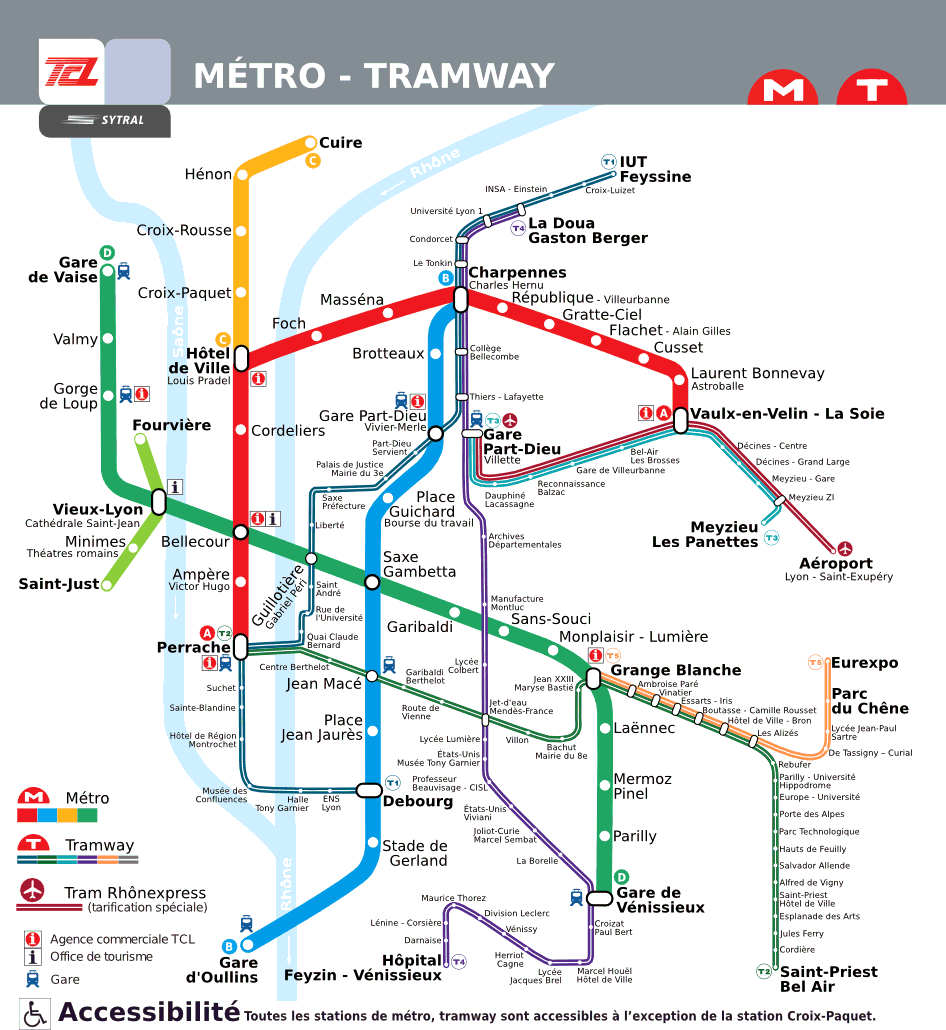 TCL
SYTRAL
MÉTRO - TRAMWAY
M
T
Cuire
C
Hénon
Croix-Rousse
Croix-Paquet
C
Hôtel
de Ville
Louis Pradel
Rhône
Saône
D
Gare
de Vaise
Valmy
Gorge
de Loup
Fourvière
Vieux-Lyon
Cathédrale Saint-Jean
Minimes
Théatres romains
Saint-Just
Foch
Masséna
Cordeliers
Bellecour
Ampère
Victor Hugo
A
T2
Perrache
T1
IUT
Feyssine
Croix-Luizet
INSA - Einstein
Université Lyon 1
T4
La Doua
Gaston Berger
Condorcet
Le Tonkin
B
Charpennes
Charles Hernu
République - Villeurbanne
Gratte-Ciel
Flachet - Alain Gilles
Cusset
Laurent Bonnevay
Astroballe
A
Vaulx-en-Velin - La Soie
Brotteaux
Collège
Bellecombe
Thiers - Lafayette
Gare Part-Dieu
Vivier-Merle
T3
Gare
Part-Dieu
Villette
Part-Dieu
Servient
Palais de Justice
Mairie du 3e
Saxe
Préfecture
Liberté
Place
Guichard
Bourse du travail
Dauphiné
Lacassagne
Reconnaissance
Balzac
Gare de Villeurbanne
Bel-Air
Les Brosses
Décines - Centre
Décines - Grand Large
Meyzieu - Gare
Meyzieu ZI
Meyzieu
Les Panettes
T3
Aéroport
Lyon - Saint-Exupéry
Archives
Départementales
Saxe
Gambetta
Guillotière
Gabriel Péri
Saint
André
Rue de
l'Université
Quai Claude
Bernard
Centre Berthelot
Garibaldi
Sans-Souci
Monplaisir - Lumière
Manufacture
Montluc
Lycée
Colbert
Jean Macé
Garibaldi
Berthelot
Route de
Vienne
Jet-d'eau
Mendès-France
Villon
Bachut
Mairie du 8e
Jean XXIII
Maryse Bastié
T5
Grange Blanche
Ambroise Paré
Vinatier
Essarts - Iris
Boutasse - Camille Rousset
Hôtel de Ville - Bron
Les Alizés
T5
Eurexpo
Parc
du Chêne
Lycée Jean-Paul
Sartre
De Tassigny – Curial
Rebufer
Parilly - Université
Hippodrome
Europe - Université
Porte des Alpes
Parc Technologique
Hauts de Feuilly
Salvador Allende
Alfred de Vigny
Saint-Priest
Hôtel de Ville
Esplanade des Arts
Jules Ferry
Cordière
T2
Saint-Priest
Bel Air
Suchet
Sainte-Blandine
Hôtel de Région
Montrochet
Musée des
Confluences
Halle
Tony Garnier
ENS
Lyon
Place
Jean Jaurès
T1
Debourg
Stade de
Gerland
B
Gare
d'Oullins
Rhône
Lycée Lumière
États-Unis
Musée Tony Garnier
Professeur
Beauvisage - CISL
États-Unis
Viviani
Joliot-Curie
Marcel Sembat
La Borelle
Laënnec
Mermoz
Pinel
Parilly
D
Gare de
Vénissieux
Croizat
Paul Bert
Marcel Houël
Hôtel de Ville
Lycée
Jacques Brel
Herriot
Cagne
Vénissy
Division Leclerc
Maurice Thorez
Lénine - Corsière
Darnaise
Hôpital
Feyzin - Vénissieux
T4
M Métro
T Tramway
Tram Rhônexpress
(tarification spéciale)
Agence commerciale TCL
Office de tourisme
Gare
Accessibilité Toutes les stations de métro, tramway sont accessibles à l'exception de la station Croix-Paquet.